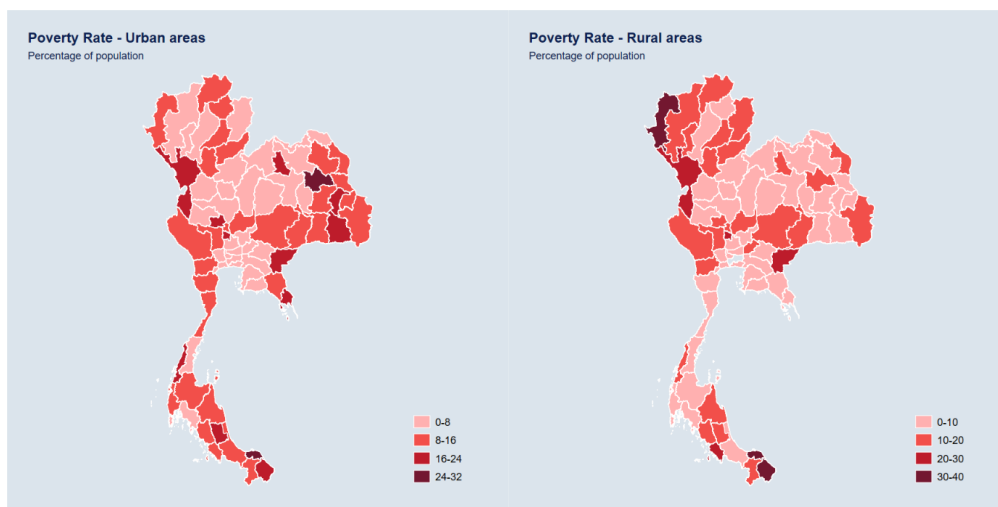 Poverty Rate - Urban areas
Percentage of population
0-8
8-16
16-24
24-32
Poverty Rate - Rural areas
Percentage of population
0-10
10-20
20-30
30-40